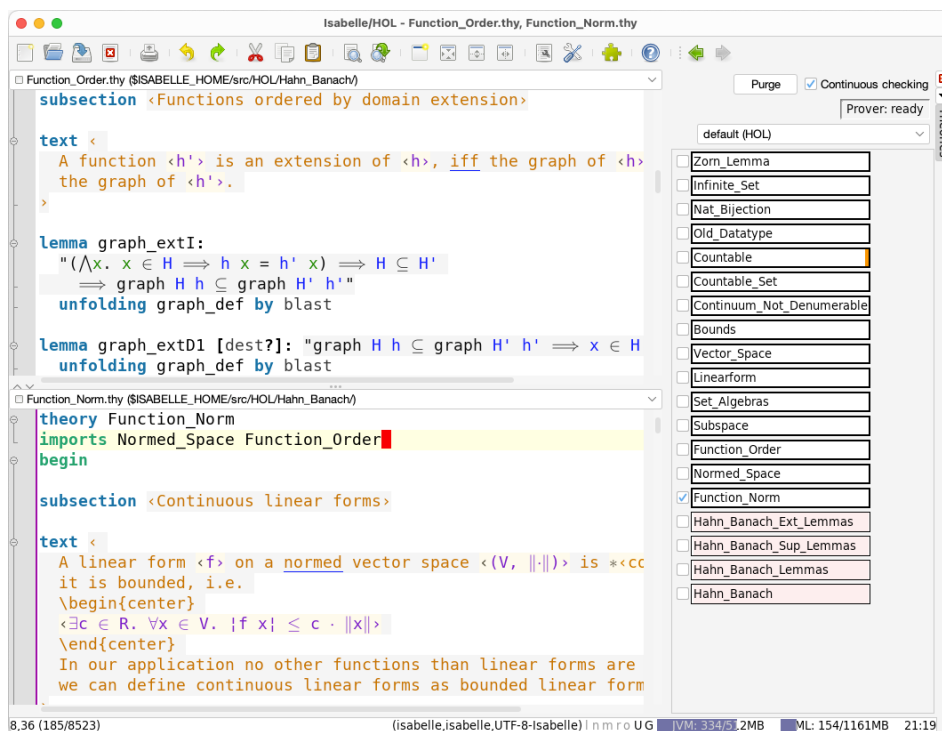 Isabelle/HOL - Function_Order.thy, Function_Norm.thy
Function_Order.thy ($ISABELLE_HOME/src/HOL/Hahn_Banach/)
subsection ‹Functions ordered by domain extension›
text ‹
A function ‹h'› is an extension of ‹h›, iff the graph of ‹h›
the graph of ‹h'›.
›
lemma graph_extI:
"(⋀x. x ∈ H ⟹ h x = h' x) ⟹ H ⊆ H'
⟹ graph H h ⊆ graph H' h'"
unfolding graph_def by blast
lemma graph_extD1 [dest?]: "graph H h ⊆ graph H' h' ⟹ x ∈ H
unfolding graph_def by blast
Function_Norm.thy ($ISABELLE_HOME/src/HOL/Hahn_Banach/)
theory Function_Norm
imports Normed_Space Function_Order
begin
subsection ‹Continuous linear forms›
text ‹
A linear form ‹f› on a normed vector space ‹(V, ∥·∥)› is *‹co
it is bounded, i.e.
\begin{center}
‹∃c ∈ R. ∀x ∈ V. ¦f x¦ ≤ c · ∥x∥›
\end{center}
In our application no other functions than linear forms are
we can define continuous linear forms as bounded linear form
8,36 (185/8523)
(isabelle,isabelle,UTF-8-Isabelle) | n m r o U G
JVM: 334/512MB
ML: 154/1161MB
21:19
Purge
Continuous checking
Prover: ready
default (HOL)
Zorn_Lemma
Infinite_Set
Nat_Bijection
Old_Datatype
Countable
Countable_Set
Continuum_Not_Denumerable
Bounds
Vector_Space
Linearform
Set_Algebras
Subspace
Function_Order
Normed_Space
Function_Norm
Hahn_Banach_Ext_Lemmas
Hahn_Banach_Sup_Lemmas
Hahn_Banach_Lemmas
Hahn_Banach